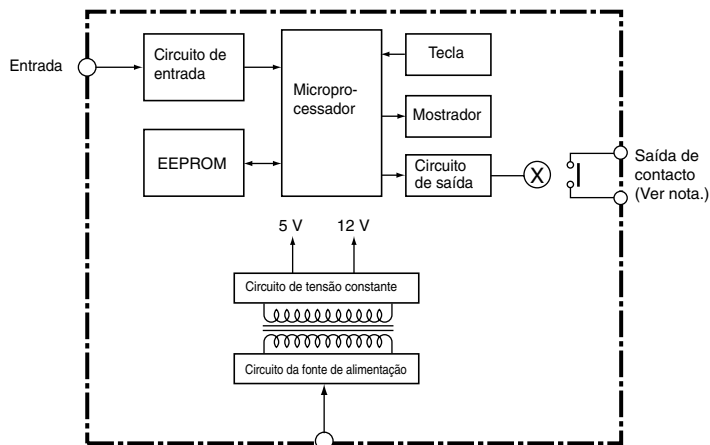 Entrada
Circuito de
entrada
Micropro-
cessador
Tecla
Mostrador
EEPROM
Circuito
de saída
X
Saída de
contacto
(Ver nota.)
5 V
12 V
Circuito de tensão constante
Circuito da fonte de alimentação